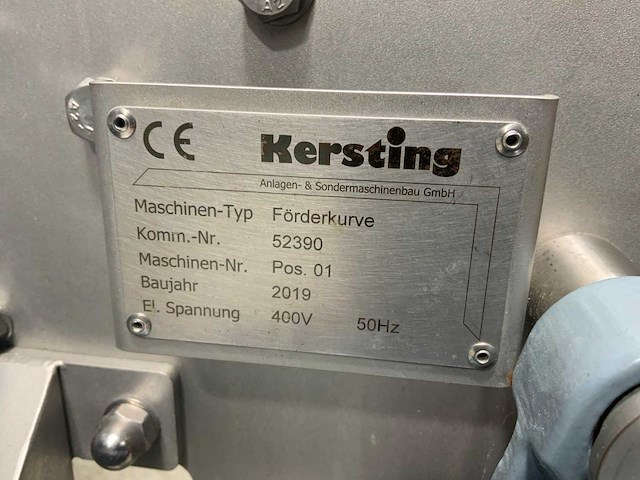 A2
CE Kersting
Anlagen- & Sondermaschinenbau GmbH
Maschinen-Typ Förderkurve
Komm.-Nr. 52390
Maschinen-Nr. Pos. 01
Baujahr 2019
El. Spannung 400V 50Hz